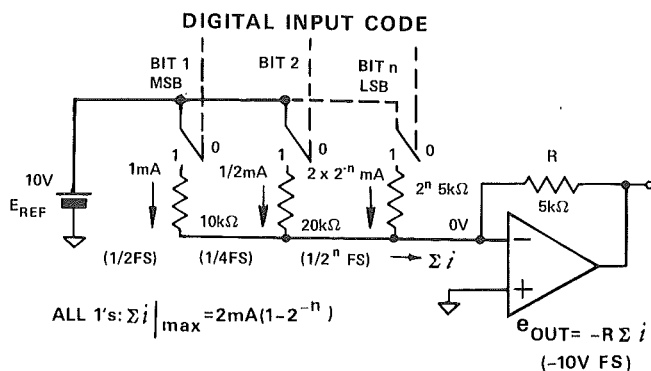 DIGITAL INPUT CODE
BIT 1
MSB
BIT 2
BIT n
LSB
0
0
0
1
1
1
1mA
1/2mA
2 x 2⁻ⁿ mA
10V
E_REF
10kΩ
20kΩ
2ⁿ 5kΩ
R
5kΩ
0V
(1/2FS)
(1/4FS)
(1/2ⁿ FS)
→ Σ i
−
+
ALL 1's: Σ i |max = 2mA(1−2⁻ⁿ)
e_OUT = −R Σ i
(−10V FS)